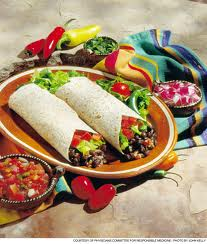 COURTESY OF PHYSICIANS COMMITTEE FOR RESPONSIBLE MEDICINE. PHOTO BY JOHN KELLY